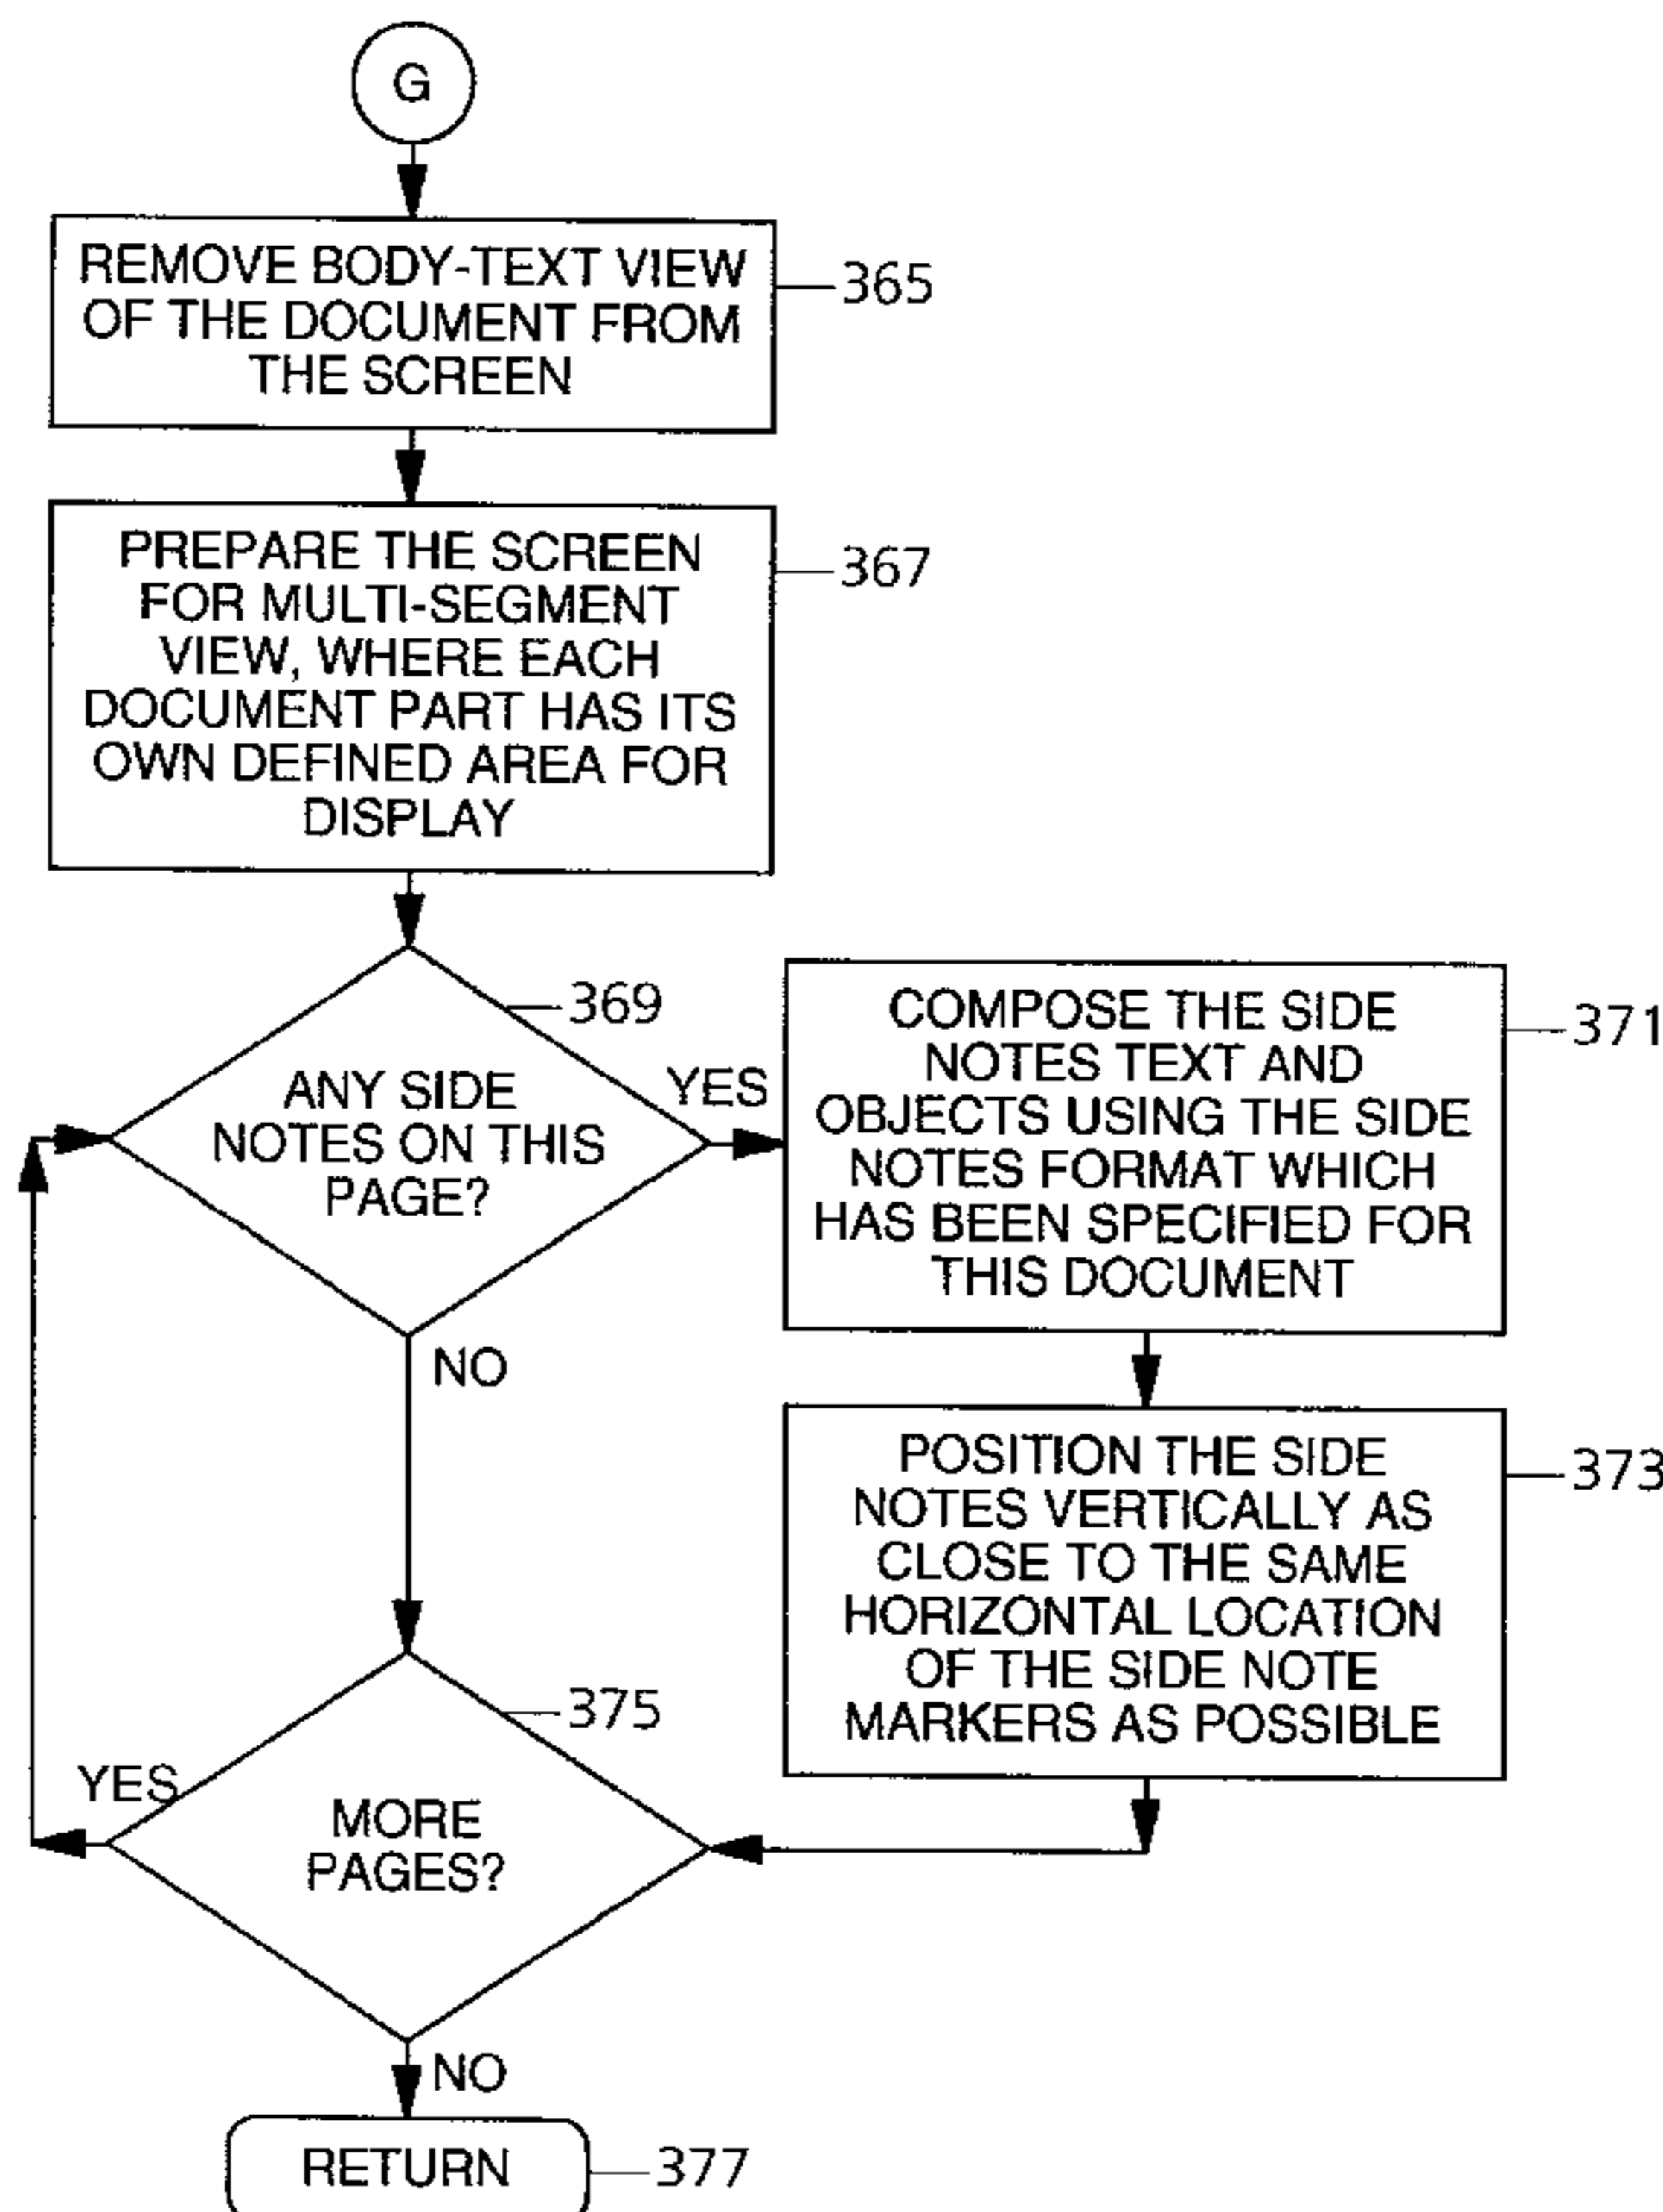 G
REMOVE BODY-TEXT VIEW
OF THE DOCUMENT FROM
THE SCREEN
365
PREPARE THE SCREEN
FOR MULTI-SEGMENT
VIEW, WHERE EACH
DOCUMENT PART HAS ITS
OWN DEFINED AREA FOR
DISPLAY
367
369
ANY SIDE
NOTES ON THIS
PAGE?
YES
NO
COMPOSE THE SIDE
NOTES TEXT AND
OBJECTS USING THE SIDE
NOTES FORMAT WHICH
HAS BEEN SPECIFIED FOR
THIS DOCUMENT
371
POSITION THE SIDE
NOTES VERTICALLY AS
CLOSE TO THE SAME
HORIZONTAL LOCATION
OF THE SIDE NOTE
MARKERS AS POSSIBLE
373
375
YES
MORE
PAGES?
NO
RETURN
377